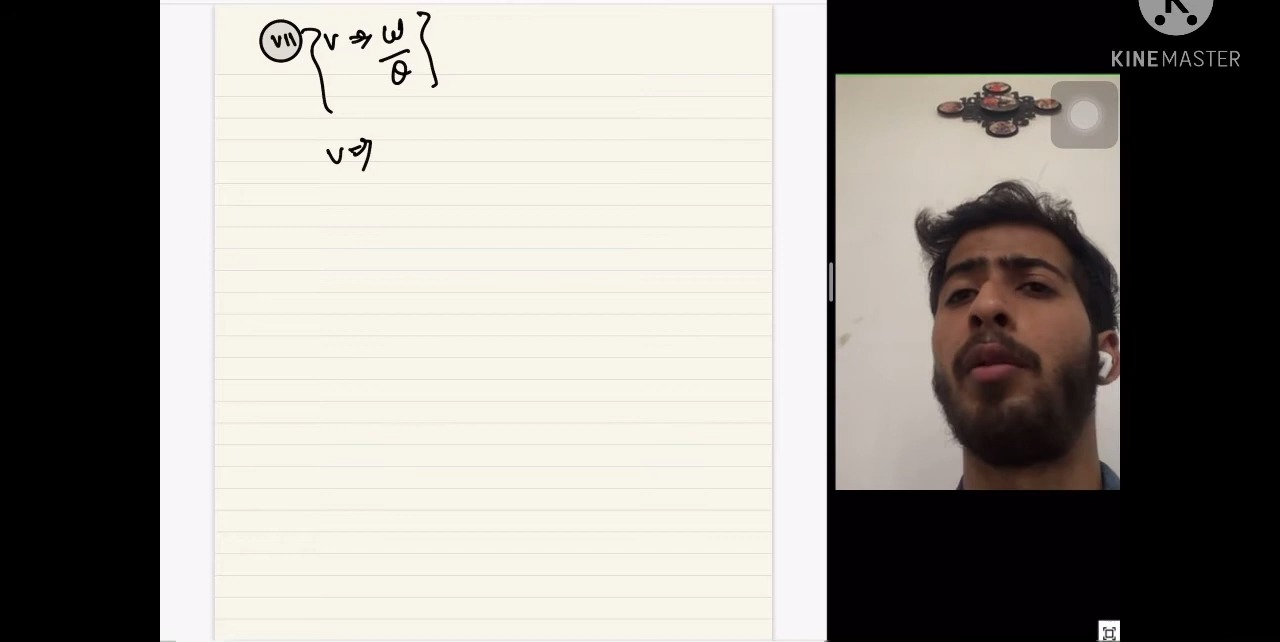 VII { v ⇒ ω/θ }
v ⇒
K
KINEMASTER